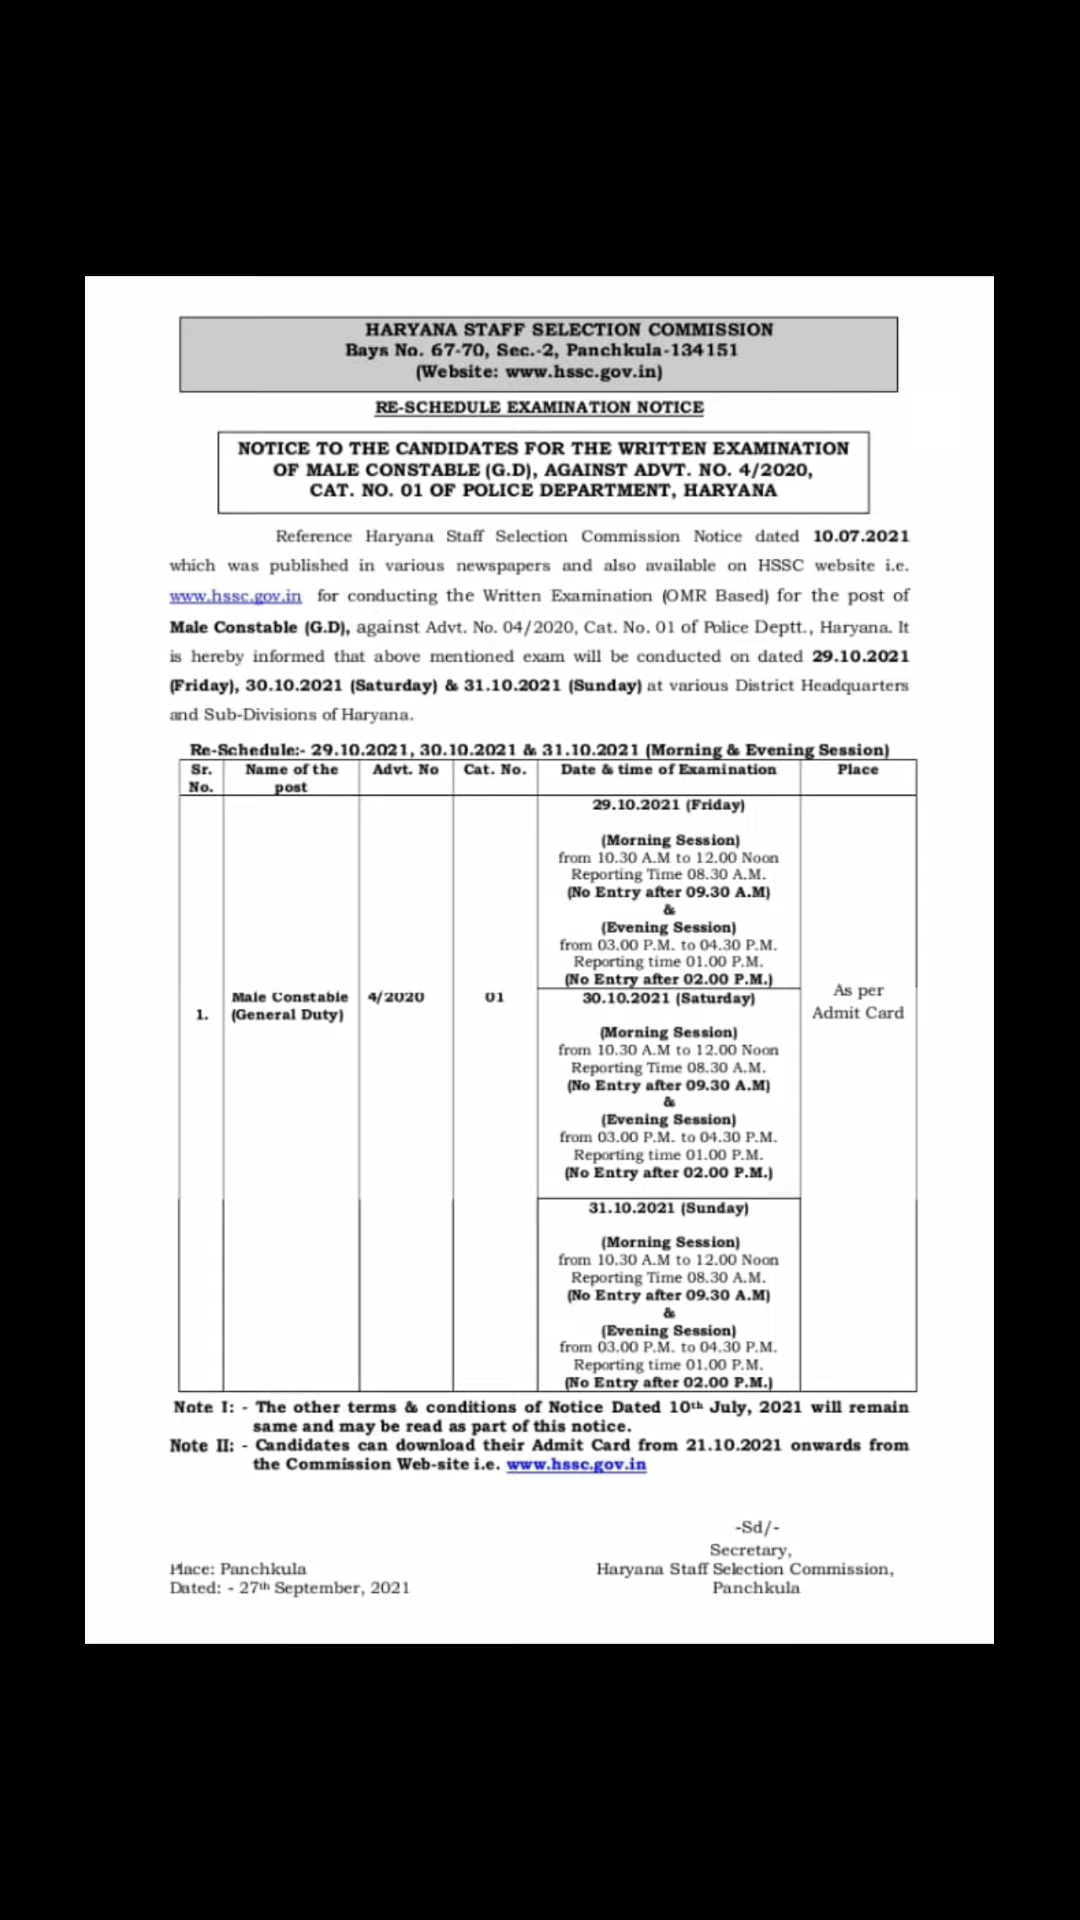 HARYANA STAFF SELECTION COMMISSION
Bays No. 67-70, Sec.-2, Panchkula-134151
(Website: www.hssc.gov.in)
RE-SCHEDULE EXAMINATION NOTICE
NOTICE TO THE CANDIDATES FOR THE WRITTEN EXAMINATION
OF MALE CONSTABLE (G.D), AGAINST ADVT. NO. 4/2020,
CAT. NO. 01 OF POLICE DEPARTMENT, HARYANA
Reference Haryana Staff Selection Commission Notice dated 10.07.2021
which was published in various newspapers and also available on HSSC website i.e.
www.hssc.gov.in for conducting the Written Examination (OMR Based) for the post of
Male Constable (G.D), against Advt. No. 04/2020, Cat. No. 01 of Police Deptt., Haryana. It
is hereby informed that above mentioned exam will be conducted on dated 29.10.2021
(Friday), 30.10.2021 (Saturday) & 31.10.2021 (Sunday) at various District Headquarters
and Sub-Divisions of Haryana.
Re-Schedule:- 29.10.2021, 30.10.2021 & 31.10.2021 (Morning & Evening Session)
Sr. Name of the Advt. No Cat. No. Date & time of Examination Place
No. post
29.10.2021 (Friday)
(Morning Session)
from 10.30 A.M to 12.00 Noon
Reporting Time 08.30 A.M.
(No Entry after 09.30 A.M)
&
(Evening Session)
from 03.00 P.M. to 04.30 P.M.
Reporting time 01.00 P.M.
(No Entry after 02.00 P.M.)
Male Constable 4/2020 01 30.10.2021 (Saturday) As per
1. (General Duty) Admit Card
(Morning Session)
from 10.30 A.M to 12.00 Noon
Reporting Time 08.30 A.M.
(No Entry after 09.30 A.M)
&
(Evening Session)
from 03.00 P.M. to 04.30 P.M.
Reporting time 01.00 P.M.
(No Entry after 02.00 P.M.)
31.10.2021 (Sunday)
(Morning Session)
from 10.30 A.M to 12.00 Noon
Reporting Time 08.30 A.M.
(No Entry after 09.30 A.M)
&
(Evening Session)
from 03.00 P.M. to 04.30 P.M.
Reporting time 01.00 P.M.
(No Entry after 02.00 P.M.)
Note I: - The other terms & conditions of Notice Dated 10th July, 2021 will remain
same and may be read as part of this notice.
Note II: - Candidates can download their Admit Card from 21.10.2021 onwards from
the Commission Web-site i.e. www.hssc.gov.in
-Sd/-
Secretary,
Place: Panchkula Haryana Staff Selection Commission,
Dated: - 27th September, 2021 Panchkula